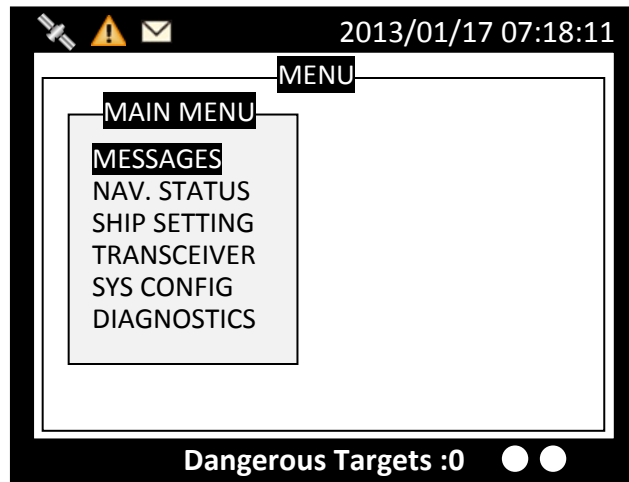 2013/01/17 07:18:11
MENU
MAIN MENU
MESSAGES
NAV. STATUS
SHIP SETTING
TRANSCEIVER
SYS CONFIG
DIAGNOSTICS
Dangerous Targets :0